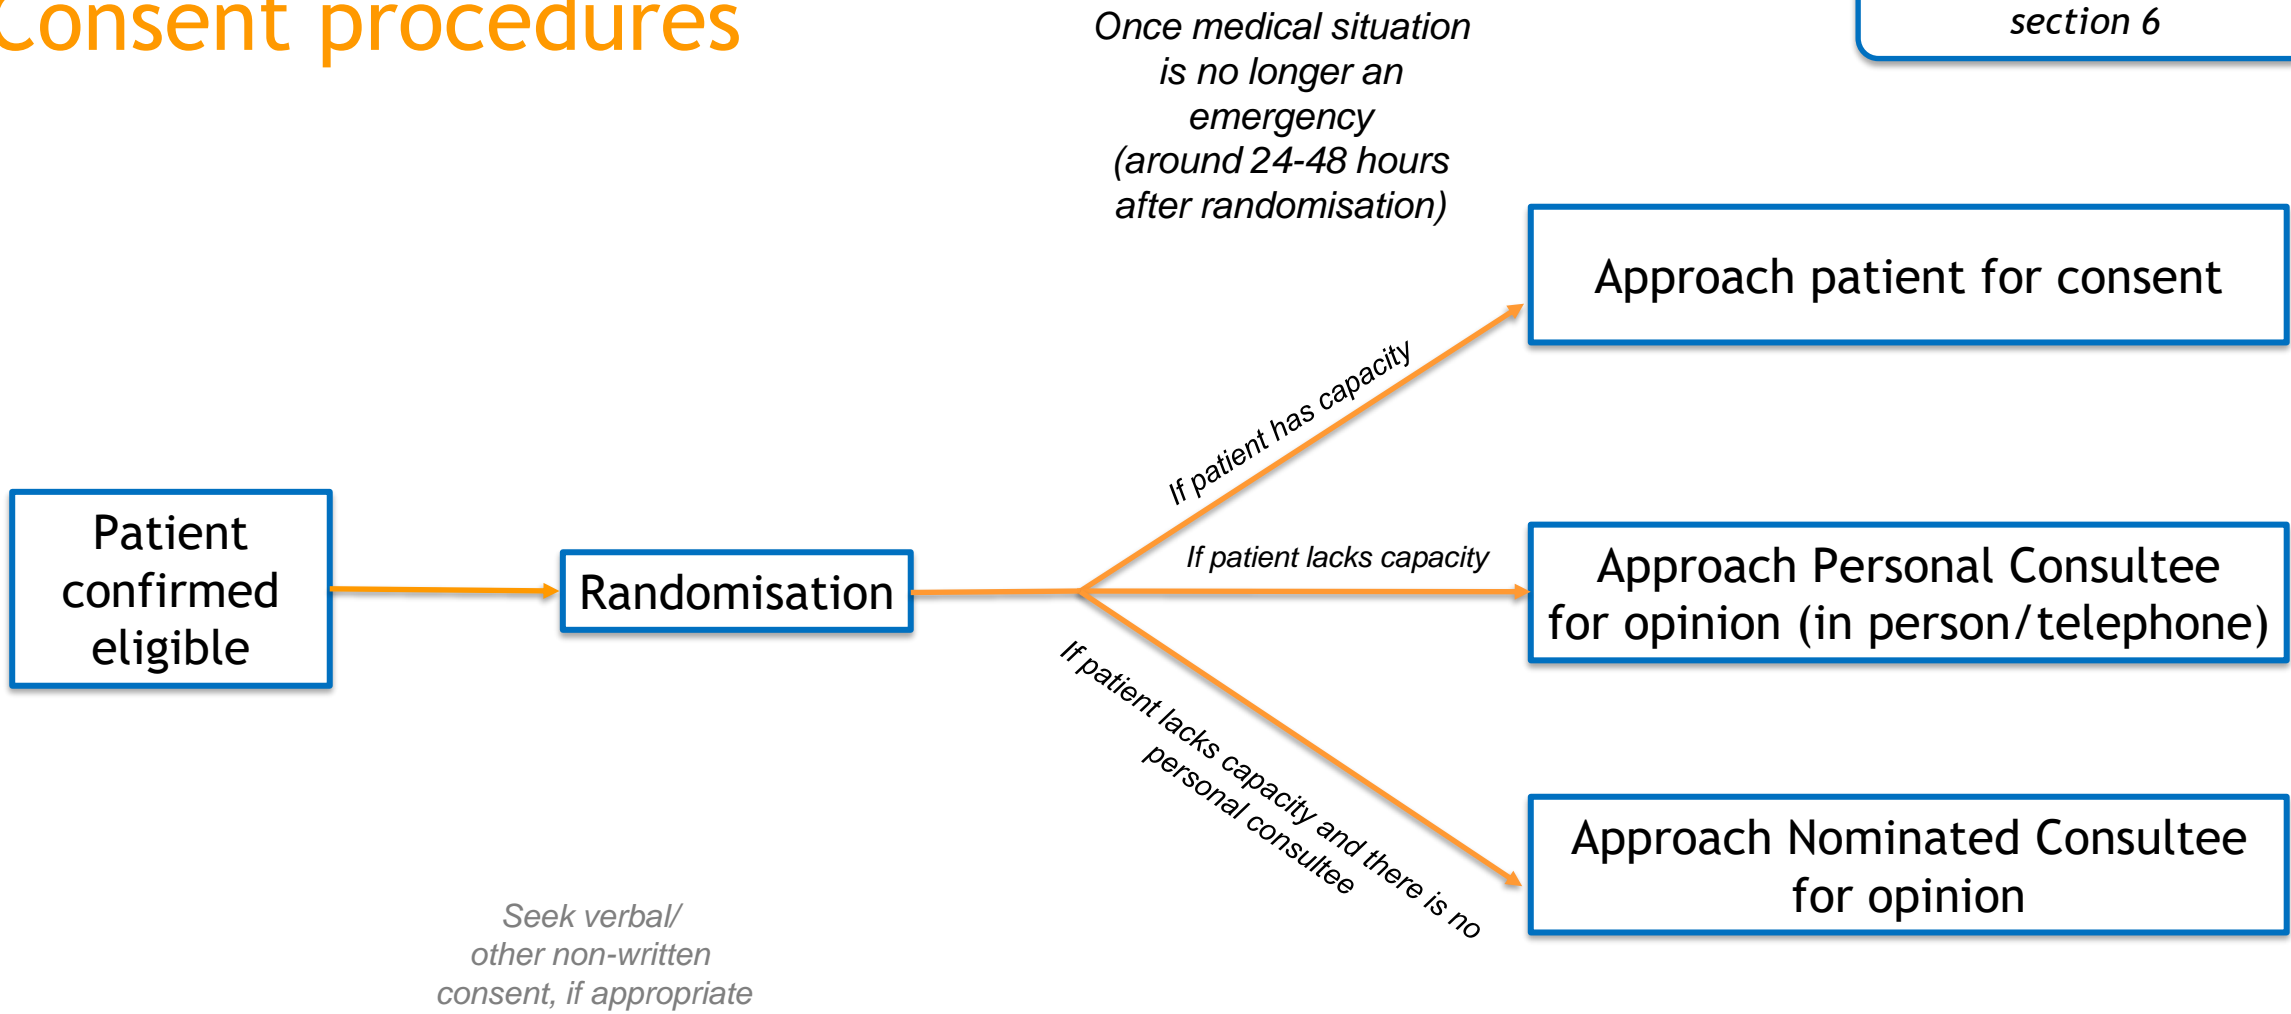 Consent procedures
section 6
Once medical situation
is no longer an
emergency
(around 24-48 hours
after randomisation)
Approach patient for consent
If patient has capacity
Patient
confirmed
eligible
Randomisation
If patient lacks capacity
Approach Personal Consultee
for opinion (in person/telephone)
If patient lacks capacity and there is no
personal consultee
Approach Nominated Consultee
for opinion
Seek verbal/
other non-written
consent, if appropriate